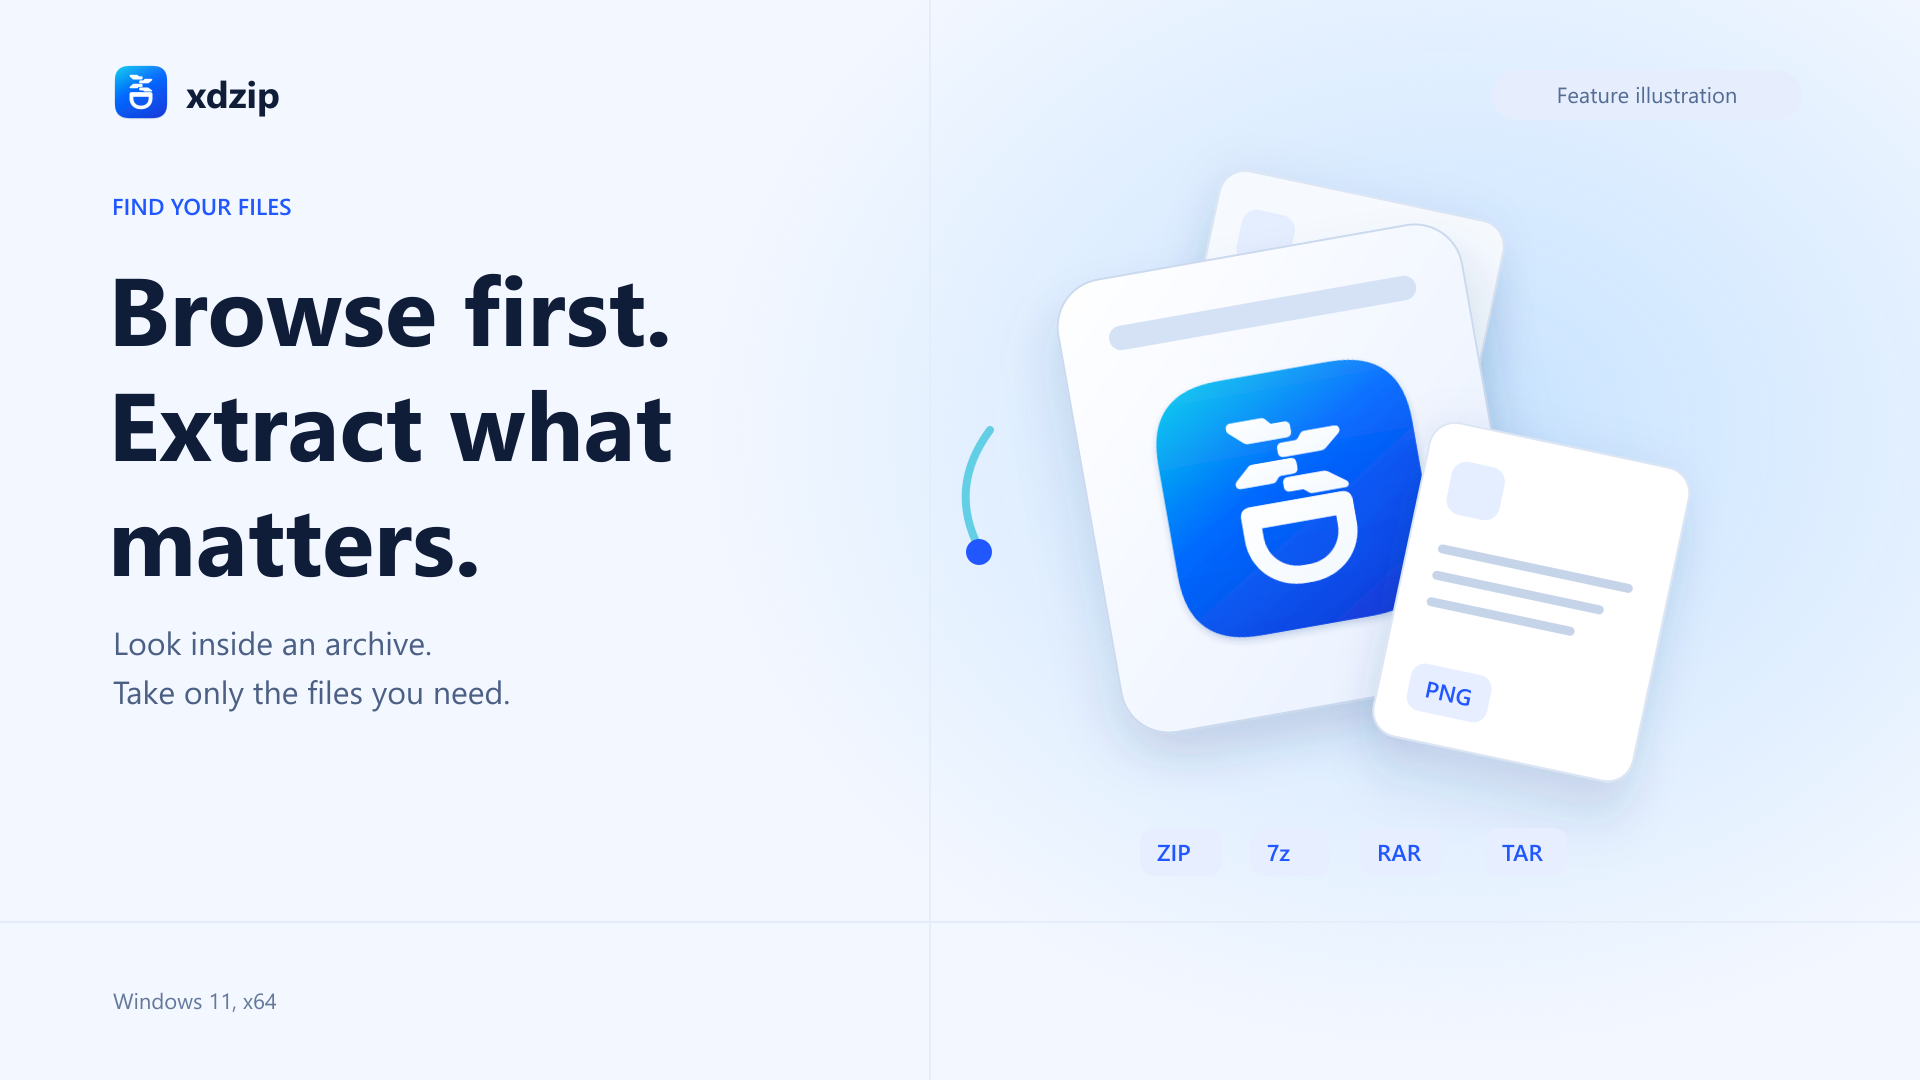 xdzip
Feature illustration
FIND YOUR FILES
Browse first.
Extract what
matters.
Look inside an archive.
Take only the files you need.
PNG
ZIP
7z
RAR
TAR
Windows 11, x64